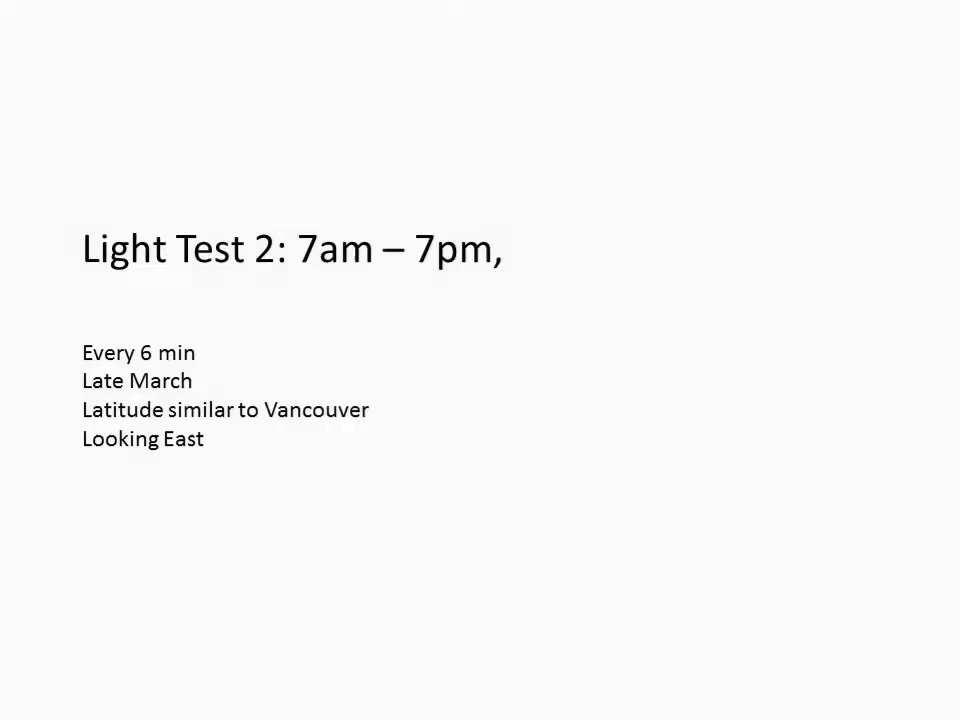 Light Test 2: 7am – 7pm,
Every 6 min
Late March
Latitude similar to Vancouver
Looking East